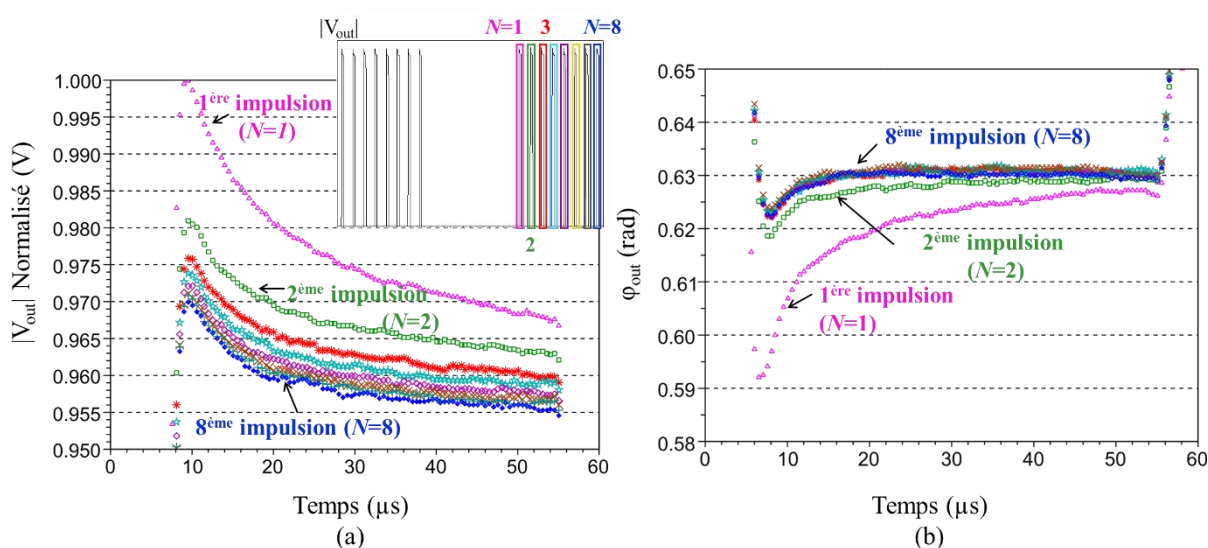 |Vout| N=1 3 N=8
2
1.000
0.995
0.990
0.985
0.980
0.975
0.970
0.965
0.960
0.955
0.950
|Vout| Normalisé (V)
1ère impulsion
(N=1)
2ème impulsion
(N=2)
8ème impulsion (N=8)
0 10 20 30 40 50 60
Temps (µs)
(a)
0.65
0.64
0.63
0.62
0.61
0.60
0.59
0.58
φout (rad)
8ème impulsion (N=8)
2ème impulsion
(N=2)
1ère impulsion
(N=1)
0 10 20 30 40 50 60
Temps (µs)
(b)